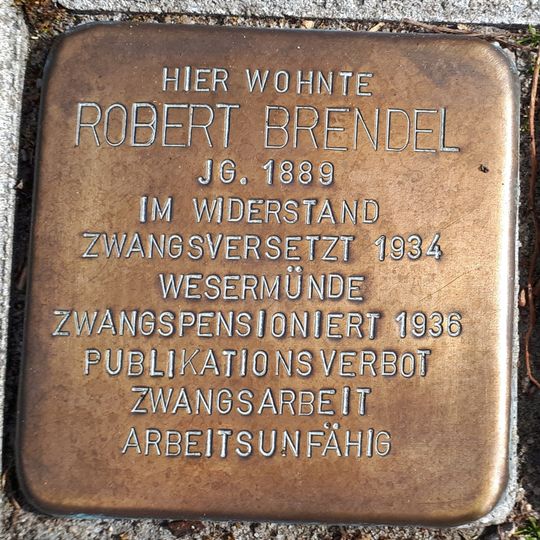 HIER WOHNTE
ROBERT BRENDEL
JG. 1889
IM WIDERSTAND
ZWANGSVERSETZT 1934
WESERMÜNDE
ZWANGSPENSIONIERT 1936
PUBLIKATIONSVERBOT
ZWANGSARBEIT
ARBEITSUNFÄHIG